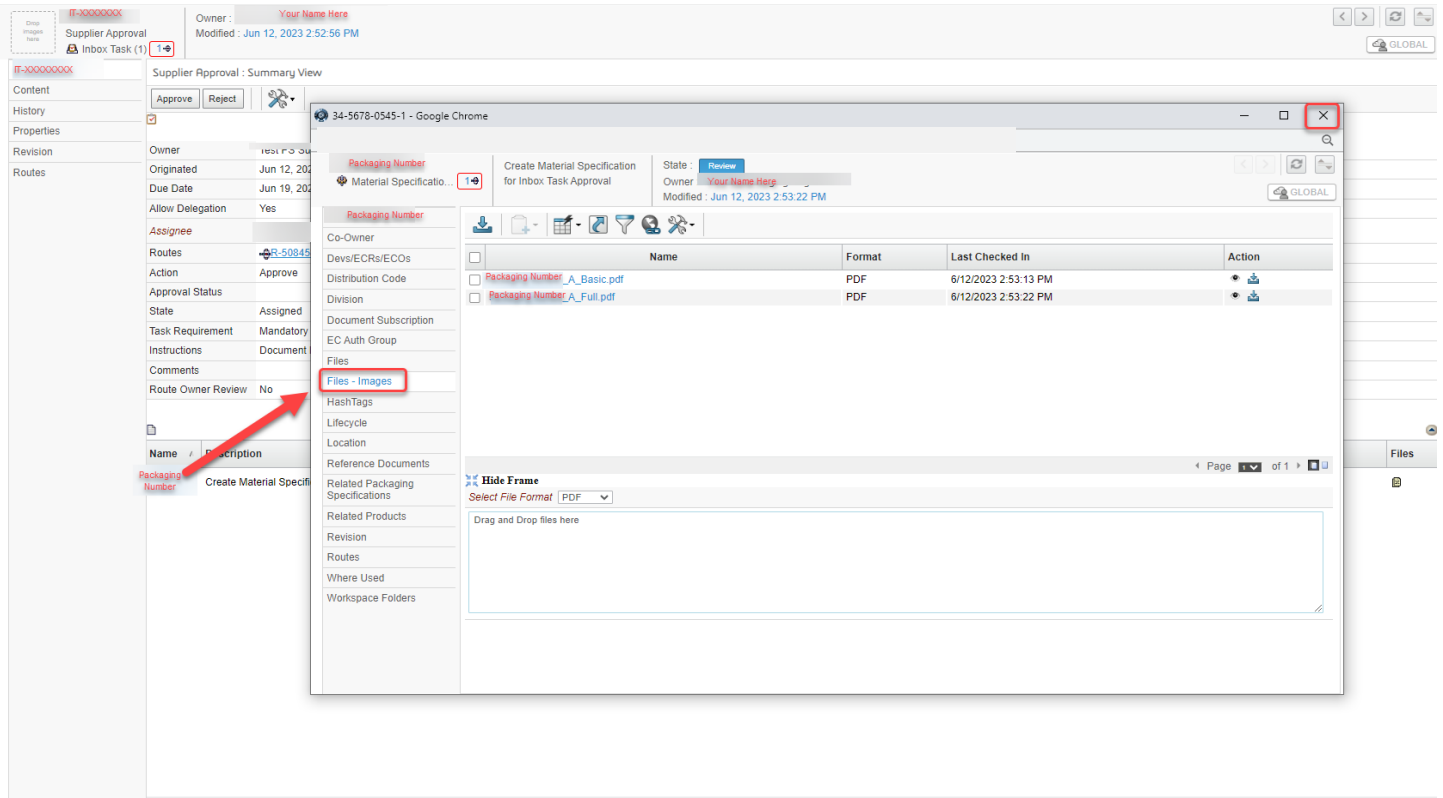 Drop
Images
here
IT-XXXXXXX
Supplier Approval
Inbox Task (1)
1
Owner :
Your Name Here
Modified : Jun 12, 2023 2:52:56 PM
GLOBAL
IT-XXXXXXXX
Content
History
Properties
Revision
Routes
Supplier Approval : Summary View
Approve
Reject
Owner
Originated Jun 12, 202
Due Date Jun 19, 202
Allow Delegation Yes
Assignee
Routes R-50845
Action Approve
Approval Status
State Assigned
Task Requirement Mandatory
Instructions Document
Comments
Route Owner Review No
Name Description Files
Packaging
Number
Create Material Specifi
34-5678-0545-1 - Google Chrome
Packaging Number
Material Specificatio...
1
Create Material Specification
for Inbox Task Approval
State : Review
Owner Your Name Here
Modified : Jun 12, 2023 2:53:22 PM
GLOBAL
Packaging Number
Co-Owner
Devs/ECRs/ECOs
Distribution Code
Division
Document Subscription
EC Auth Group
Files
Files - Images
HashTags
Lifecycle
Location
Reference Documents
Related Packaging
Specifications
Related Products
Revision
Routes
Where Used
Workspace Folders
Name Format Last Checked In Action
Packaging Number_A_Basic.pdf PDF 6/12/2023 2:53:13 PM
Packaging Number_A_Full.pdf PDF 6/12/2023 2:53:22 PM
Page 1 of 1
Hide Frame
Select File Format PDF
Drag and Drop files here